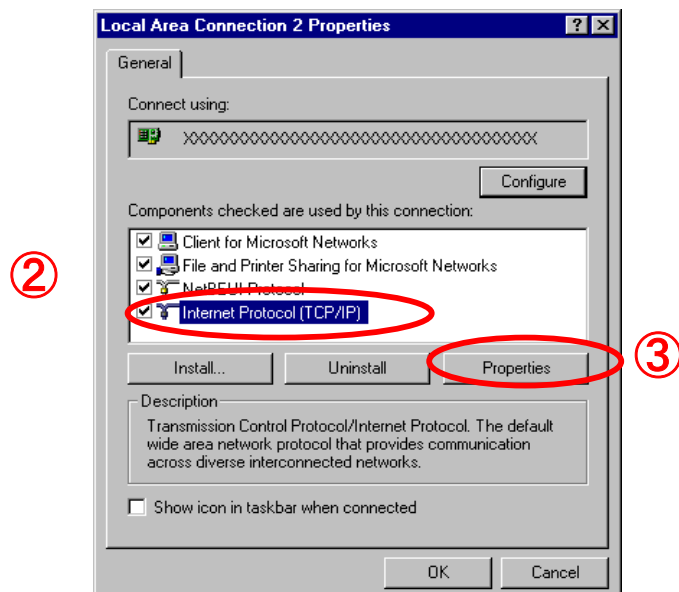 Local Area Connection 2 Properties
General
Connect using:
XXXXXXXXXXXXXXXXXXXXXXXXXXXXXXXXXXX
Configure
Components checked are used by this connection:
Client for Microsoft Networks
File and Printer Sharing for Microsoft Networks
NetBEUI Protocol
② Internet Protocol (TCP/IP)
Install... Uninstall Properties ③
Description
Transmission Control Protocol/Internet Protocol. The default
wide area network protocol that provides communication
across diverse interconnected networks.
Show icon in taskbar when connected
OK Cancel